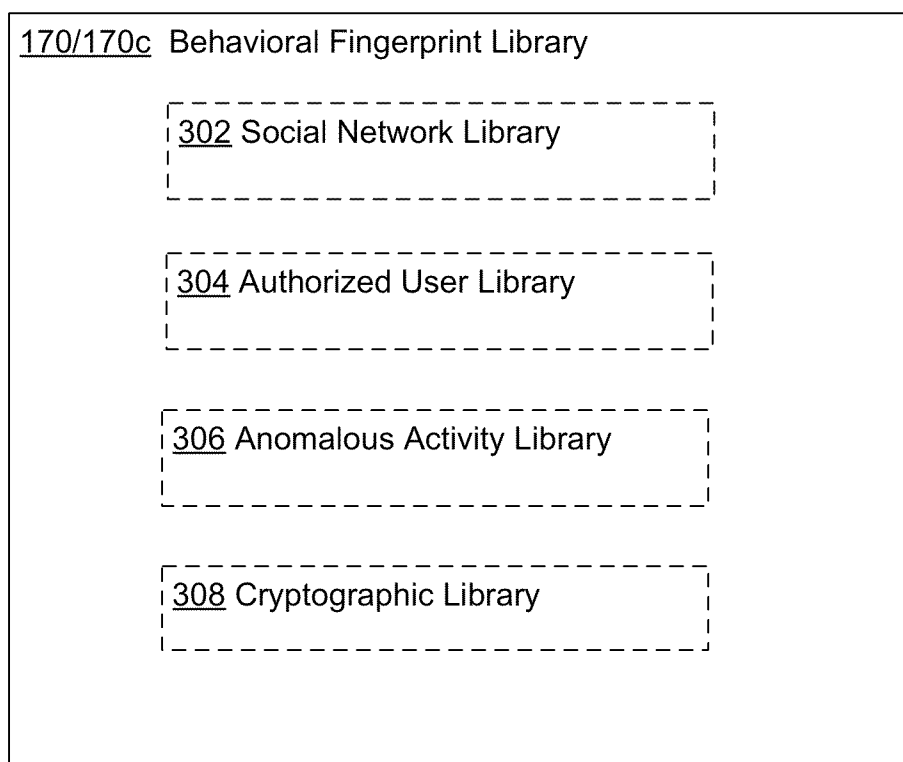 170/170c Behavioral Fingerprint Library
302 Social Network Library
304 Authorized User Library
306 Anomalous Activity Library
308 Cryptographic Library